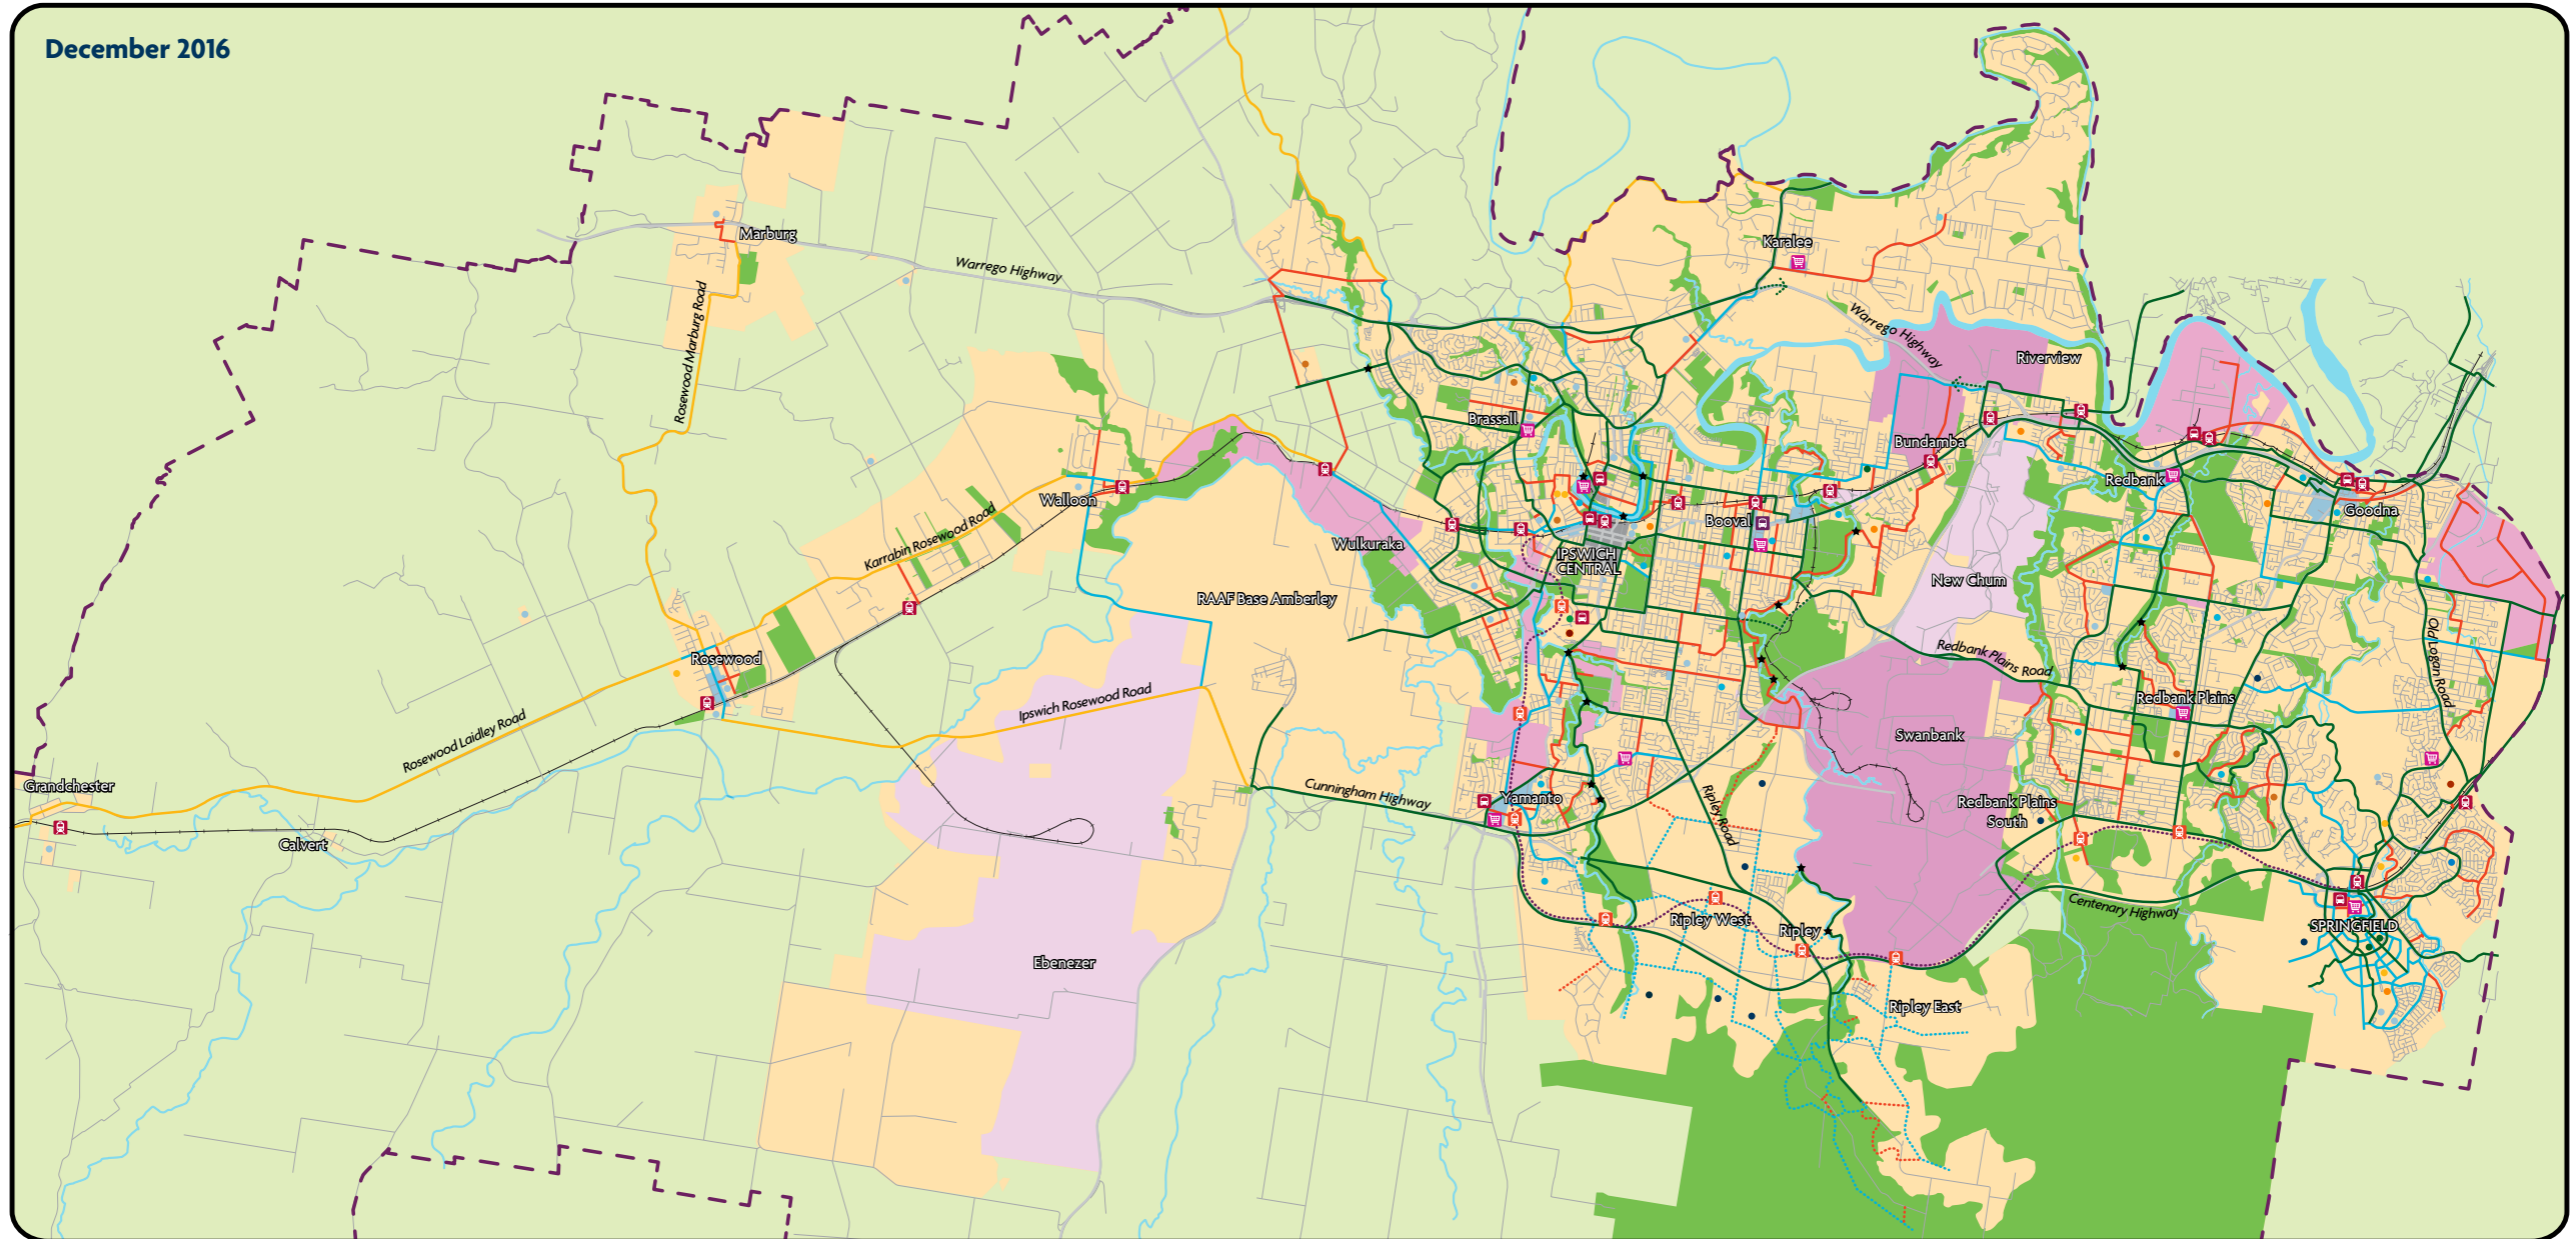 December 2016
Marburg
Warrego Highway
Karalee
Warrego Highway
Riverview
Rosewood Marburg Road
Brassall
Bundamba
Redbank
Walloon
Goodna
Karrabin Rosewood Road
Wulkuraka
Booval
IPSWICH
CENTRAL
New Chum
RAAF Base Amberley
Rosewood
Redbank Plains Road
Old Logan Road
Ipswich Rosewood Road
Redbank Plains
Rosewood Laidley Road
Swanbank
Grandchester
Cunningham Highway
Yamanto
Ripley Road
Redbank Plains
South
Calvert
Centenary Highway
Ripley West
Ripley
SPRINGFIELD
Ebenezer
Ripley East